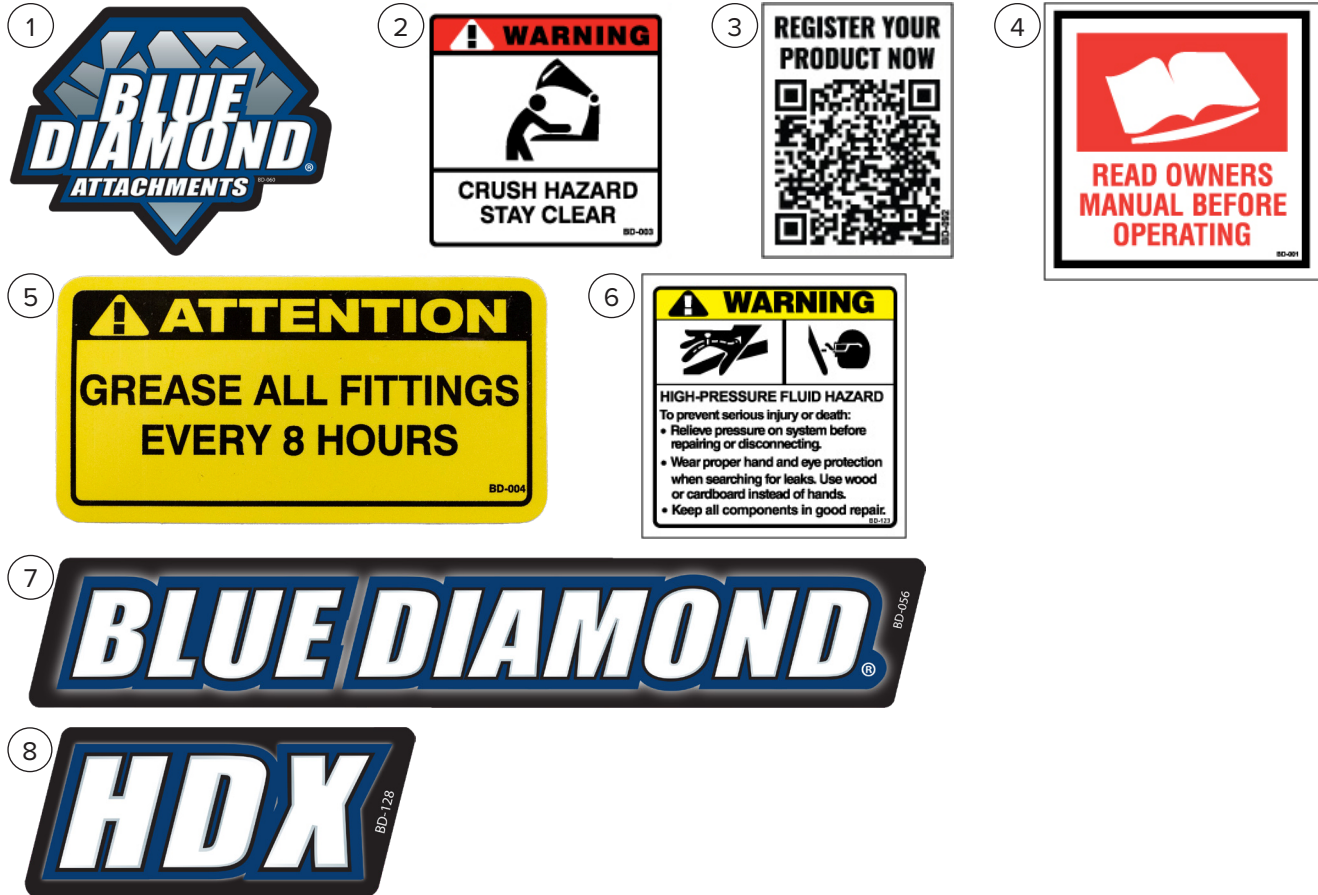 1
BLUE
DIAMOND®
ATTACHMENTS
BD-060
2
WARNING
CRUSH HAZARD
STAY CLEAR
BD-003
3
REGISTER YOUR
PRODUCT NOW
BD-092
4
READ OWNERS
MANUAL BEFORE
OPERATING
BD-001
5
ATTENTION
GREASE ALL FITTINGS
EVERY 8 HOURS
BD-004
6
WARNING
HIGH-PRESSURE FLUID HAZARD
To prevent serious injury or death:
• Relieve pressure on system before
repairing or disconnecting.
• Wear proper hand and eye protection
when searching for leaks. Use wood
or cardboard instead of hands.
• Keep all components in good repair.
BD-123
7
BLUE DIAMOND®
BD-056
8
HDX
BD-128